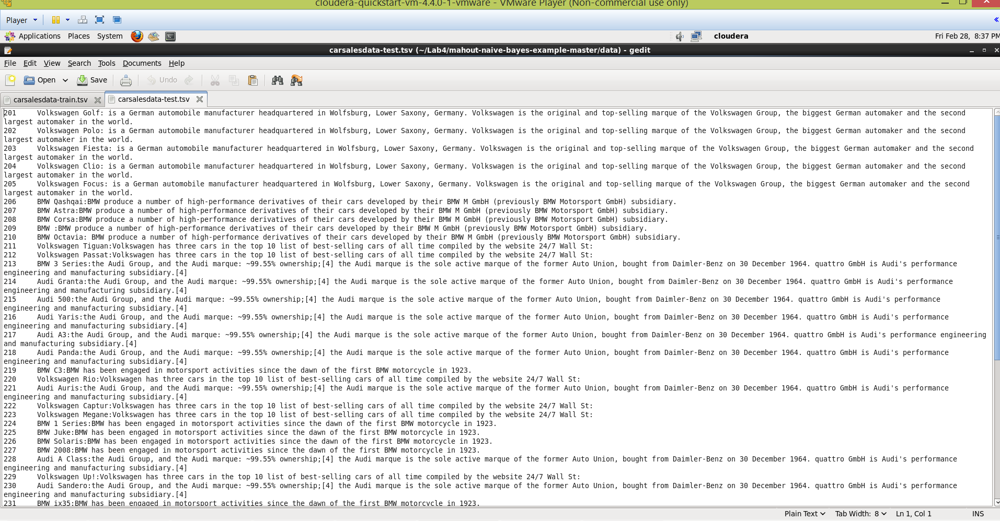 cloudera-quickstart-vm-4.4.0-1-vmware - VMware Player (Non-commercial use only)
Player
Applications Places System cloudera Fri Feb 28, 8:37 PM
carsalesdata-test.tsv (~/Lab4/mahout-naive-bayes-example-master/data) - gedit
File Edit View Search Tools Documents Help
Open Save Undo
carsalesdata-train.tsv carsalesdata-test.tsv
201 Volkswagen Golf: is a German automobile manufacturer headquartered in Wolfsburg, Lower Saxony, Germany. Volkswagen is the original and top-selling marque of the Volkswagen Group, the biggest German automaker and the second
largest automaker in the world.
202 Volkswagen Polo: is a German automobile manufacturer headquartered in Wolfsburg, Lower Saxony, Germany. Volkswagen is the original and top-selling marque of the Volkswagen Group, the biggest German automaker and the second
largest automaker in the world.
203 Volkswagen Fiesta: is a German automobile manufacturer headquartered in Wolfsburg, Lower Saxony, Germany. Volkswagen is the original and top-selling marque of the Volkswagen Group, the biggest German automaker and the second
largest automaker in the world.
204 Volkswagen Clio: is a German automobile manufacturer headquartered in Wolfsburg, Lower Saxony, Germany. Volkswagen is the original and top-selling marque of the Volkswagen Group, the biggest German automaker and the second
largest automaker in the world.
205 Volkswagen Focus: is a German automobile manufacturer headquartered in Wolfsburg, Lower Saxony, Germany. Volkswagen is the original and top-selling marque of the Volkswagen Group, the biggest German automaker and the second
largest automaker in the world.
206 BMW Qashqai:BMW produce a number of high-performance derivatives of their cars developed by their BMW M GmbH (previously BMW Motorsport GmbH) subsidiary.
207 BMW Astra:BMW produce a number of high-performance derivatives of their cars developed by their BMW M GmbH (previously BMW Motorsport GmbH) subsidiary.
208 BMW Corsa:BMW produce a number of high-performance derivatives of their cars developed by their BMW M GmbH (previously BMW Motorsport GmbH) subsidiary.
209 BMW :BMW produce a number of high-performance derivatives of their cars developed by their BMW M GmbH (previously BMW Motorsport GmbH) subsidiary.
210 BMW Octavia: BMW produce a number of high-performance derivatives of their cars developed by their BMW M GmbH (previously BMW Motorsport GmbH) subsidiary.
211 Volkswagen Tiguan:Volkswagen has three cars in the top 10 list of best-selling cars of all time compiled by the website 24/7 Wall St:
212 Volkswagen Passat:Volkswagen has three cars in the top 10 list of best-selling cars of all time compiled by the website 24/7 Wall St:
213 BMW 3 Series:the Audi Group, and the Audi marque: ~99.55% ownership;[4] the Audi marque is the sole active marque of the former Auto Union, bought from Daimler-Benz on 30 December 1964. quattro GmbH is Audi's performance
engineering and manufacturing subsidiary.[4]
214 Audi Granta:the Audi Group, and the Audi marque: ~99.55% ownership;[4] the Audi marque is the sole active marque of the former Auto Union, bought from Daimler-Benz on 30 December 1964. quattro GmbH is Audi's performance
engineering and manufacturing subsidiary.[4]
215 Audi 500:the Audi Group, and the Audi marque: ~99.55% ownership;[4] the Audi marque is the sole active marque of the former Auto Union, bought from Daimler-Benz on 30 December 1964. quattro GmbH is Audi's performance
engineering and manufacturing subsidiary.[4]
216 Audi Yaris:the Audi Group, and the Audi marque: ~99.55% ownership;[4] the Audi marque is the sole active marque of the former Auto Union, bought from Daimler-Benz on 30 December 1964. quattro GmbH is Audi's performance
engineering and manufacturing subsidiary.[4]
217 Audi A3:the Audi Group, and the Audi marque: ~99.55% ownership;[4] the Audi marque is the sole active marque of the former Auto Union, bought from Daimler-Benz on 30 December 1964. quattro GmbH is Audi's performance engineering
and manufacturing subsidiary.[4]
218 Audi Panda:the Audi Group, and the Audi marque: ~99.55% ownership;[4] the Audi marque is the sole active marque of the former Auto Union, bought from Daimler-Benz on 30 December 1964. quattro GmbH is Audi's performance
engineering and manufacturing subsidiary.[4]
219 BMW C3:BMW has been engaged in motorsport activities since the dawn of the first BMW motorcycle in 1923.
220 Volkswagen Rio:Volkswagen has three cars in the top 10 list of best-selling cars of all time compiled by the website 24/7 Wall St:
221 Audi Auris:the Audi Group, and the Audi marque: ~99.55% ownership;[4] the Audi marque is the sole active marque of the former Auto Union, bought from Daimler-Benz on 30 December 1964. quattro GmbH is Audi's performance
engineering and manufacturing subsidiary.[4]
222 Volkswagen Captur:Volkswagen has three cars in the top 10 list of best-selling cars of all time compiled by the website 24/7 Wall St:
223 Volkswagen Megane:Volkswagen has three cars in the top 10 list of best-selling cars of all time compiled by the website 24/7 Wall St:
224 BMW 1 Series:BMW has been engaged in motorsport activities since the dawn of the first BMW motorcycle in 1923.
225 BMW Juke:BMW has been engaged in motorsport activities since the dawn of the first BMW motorcycle in 1923.
226 BMW Solaris:BMW has been engaged in motorsport activities since the dawn of the first BMW motorcycle in 1923.
227 BMW 2008:BMW has been engaged in motorsport activities since the dawn of the first BMW motorcycle in 1923.
228 Audi A Class:the Audi Group, and the Audi marque: ~99.55% ownership;[4] the Audi marque is the sole active marque of the former Auto Union, bought from Daimler-Benz on 30 December 1964. quattro GmbH is Audi's performance
engineering and manufacturing subsidiary.[4]
229 Volkswagen Up!:Volkswagen has three cars in the top 10 list of best-selling cars of all time compiled by the website 24/7 Wall St:
230 Audi Sandero:the Audi Group, and the Audi marque: ~99.55% ownership;[4] the Audi marque is the sole active marque of the former Auto Union, bought from Daimler-Benz on 30 December 1964. quattro GmbH is Audi's performance
engineering and manufacturing subsidiary.[4]
231 BMW ix35:BMW has been engaged in motorsport activities since the dawn of the first BMW motorcycle in 1923.
Plain Text Tab Width: 8 Ln 1, Col 1 INS